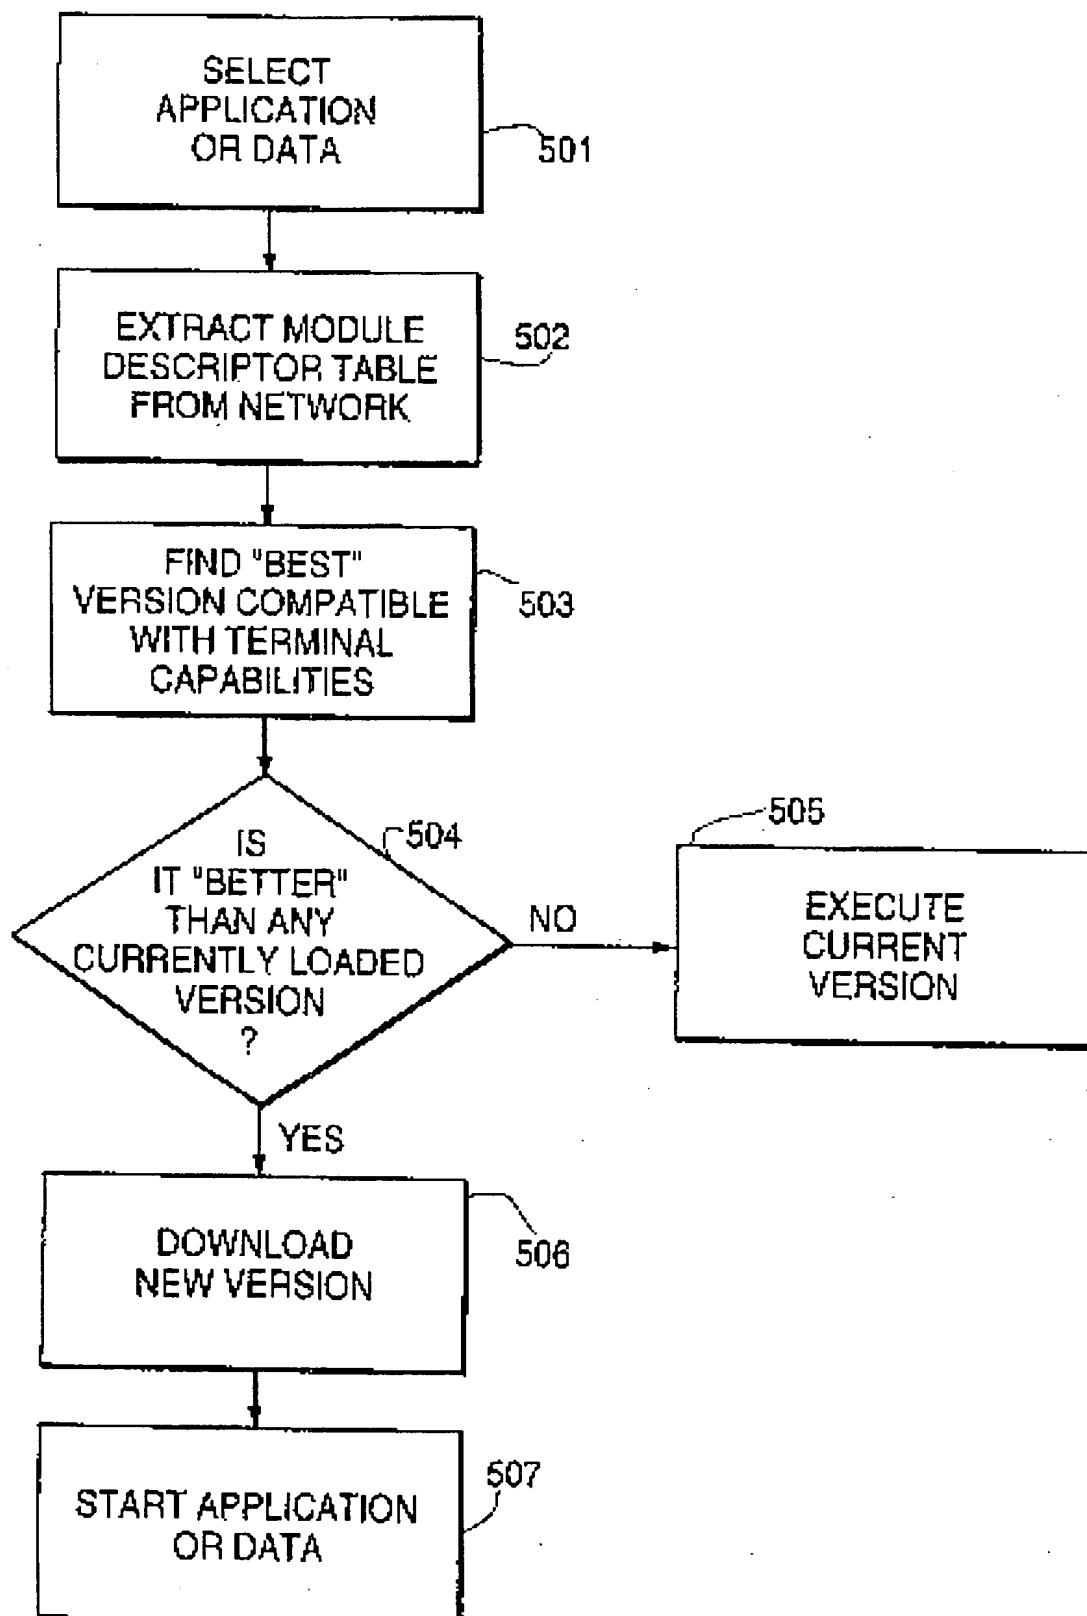 SELECT
APPLICATION
OR DATA
501
EXTRACT MODULE
DESCRIPTOR TABLE
FROM NETWORK
502
FIND "BEST"
VERSION COMPATIBLE
WITH TERMINAL
CAPABILITIES
503
IS
IT "BETTER"
THAN ANY
CURRENTLY LOADED
VERSION
?
504
NO
505
EXECUTE
CURRENT
VERSION
YES
DOWNLOAD
NEW VERSION
506
START APPLICATION
OR DATA
507